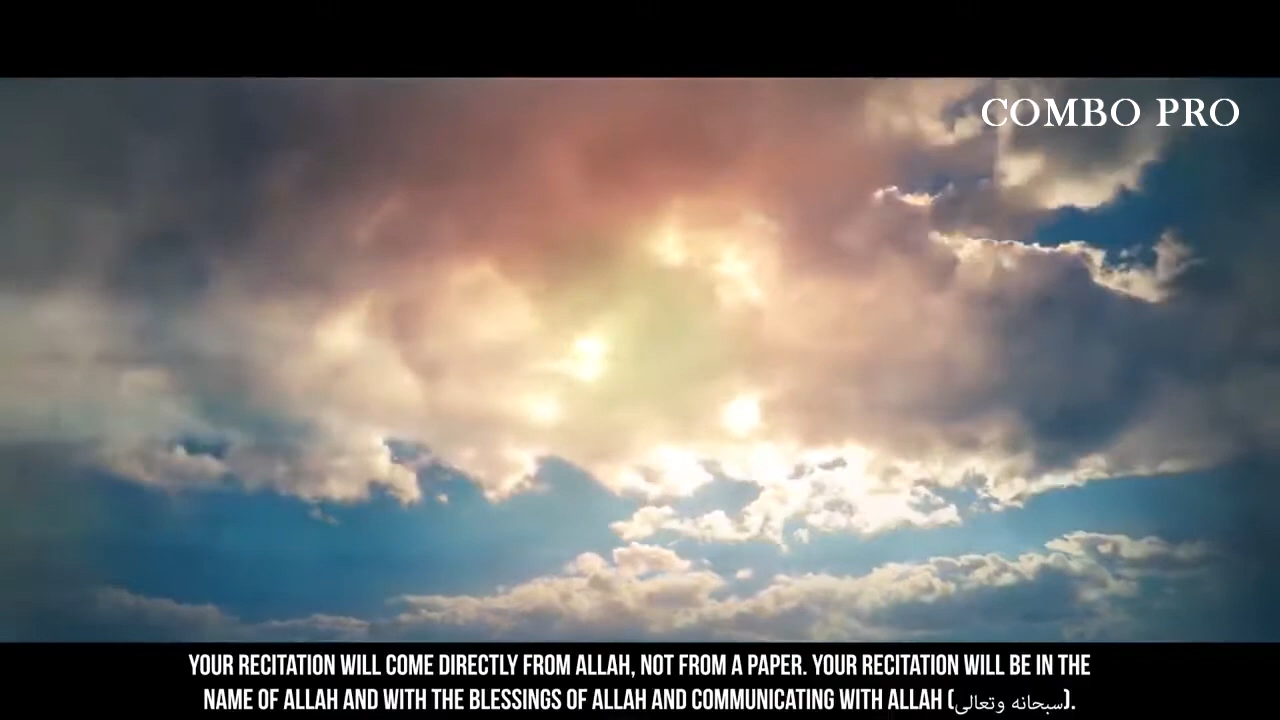 COMBO PRO
YOUR RECITATION WILL COME DIRECTLY FROM ALLAH, NOT FROM A PAPER. YOUR RECITATION WILL BE IN THE
NAME OF ALLAH AND WITH THE BLESSINGS OF ALLAH AND COMMUNICATING WITH ALLAH (سبحانه وتعالى).